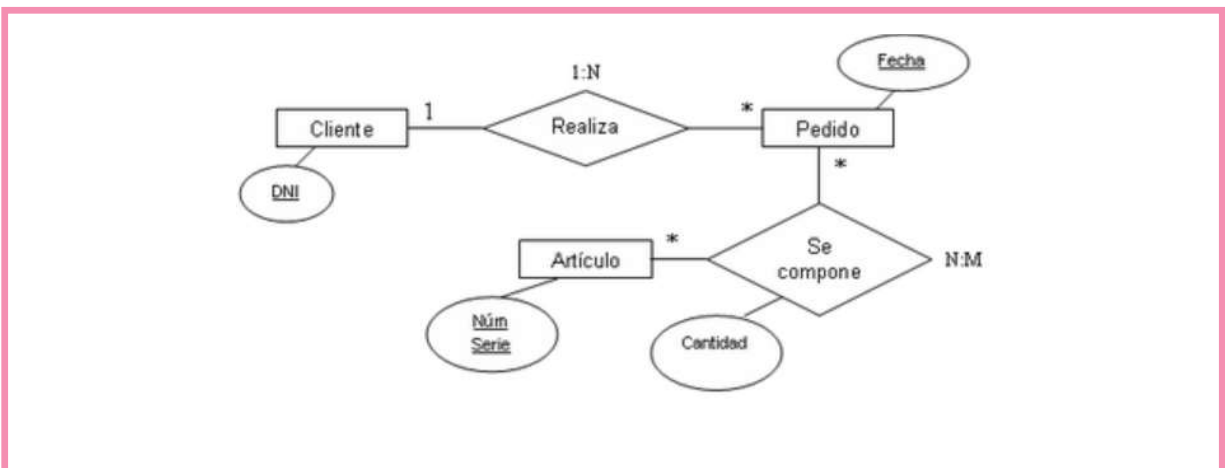 Fecha
1:N
Cliente
1
Realiza
*
Pedido
*
DNI
Artículo
*
Se
compone
N:M
Núm
Serie
Cantidad